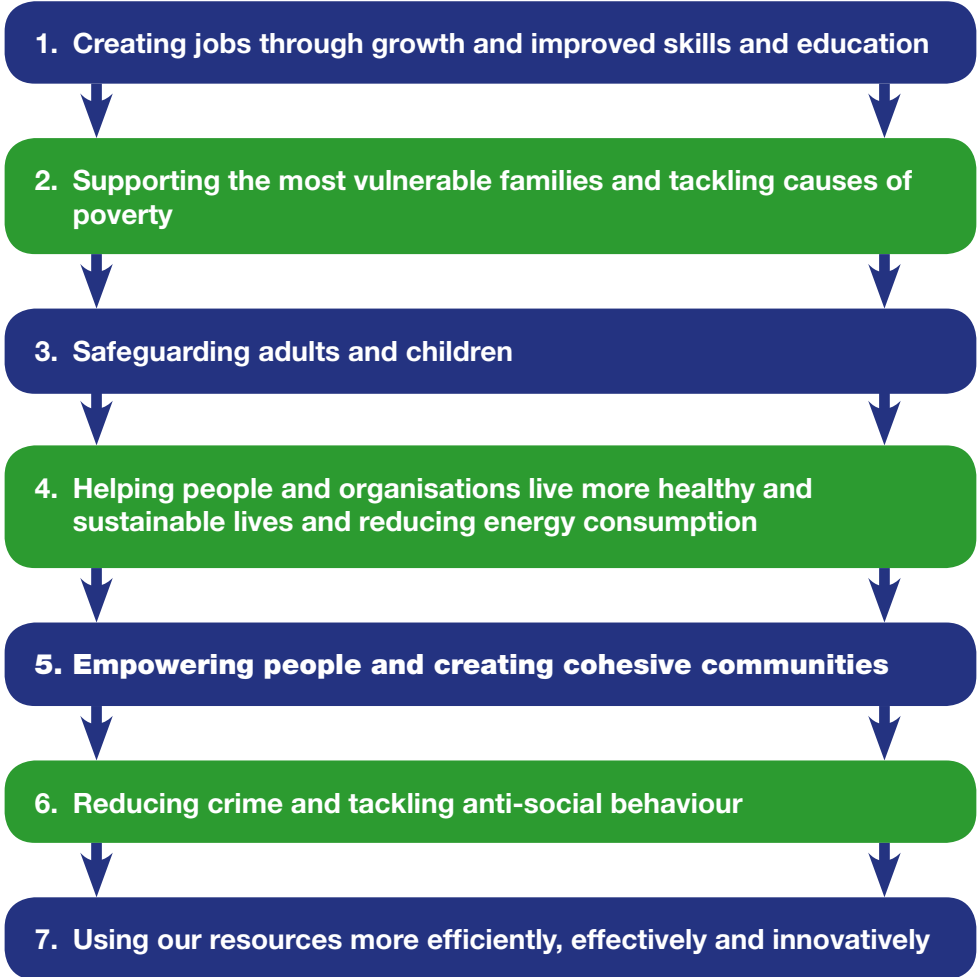 1. Creating jobs through growth and improved skills and education
2. Supporting the most vulnerable families and tackling causes of
poverty
3. Safeguarding adults and children
4. Helping people and organisations live more healthy and
sustainable lives and reducing energy consumption
5. Empowering people and creating cohesive communities
6. Reducing crime and tackling anti-social behaviour
7. Using our resources more efficiently, effectively and innovatively